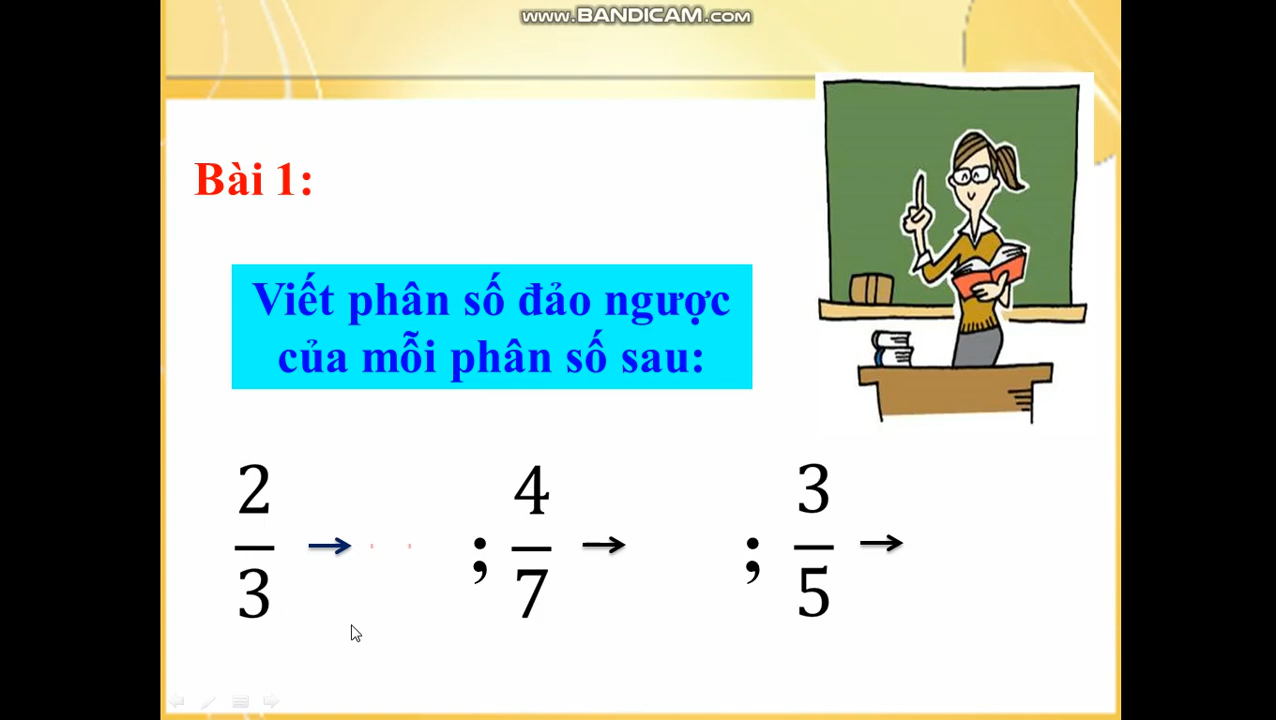 www.BANDICAM.com
Bài 1:
Viết phân số đảo ngược
của mỗi phân số sau:
2/3 → ; 4/7 → ; 3/5 →